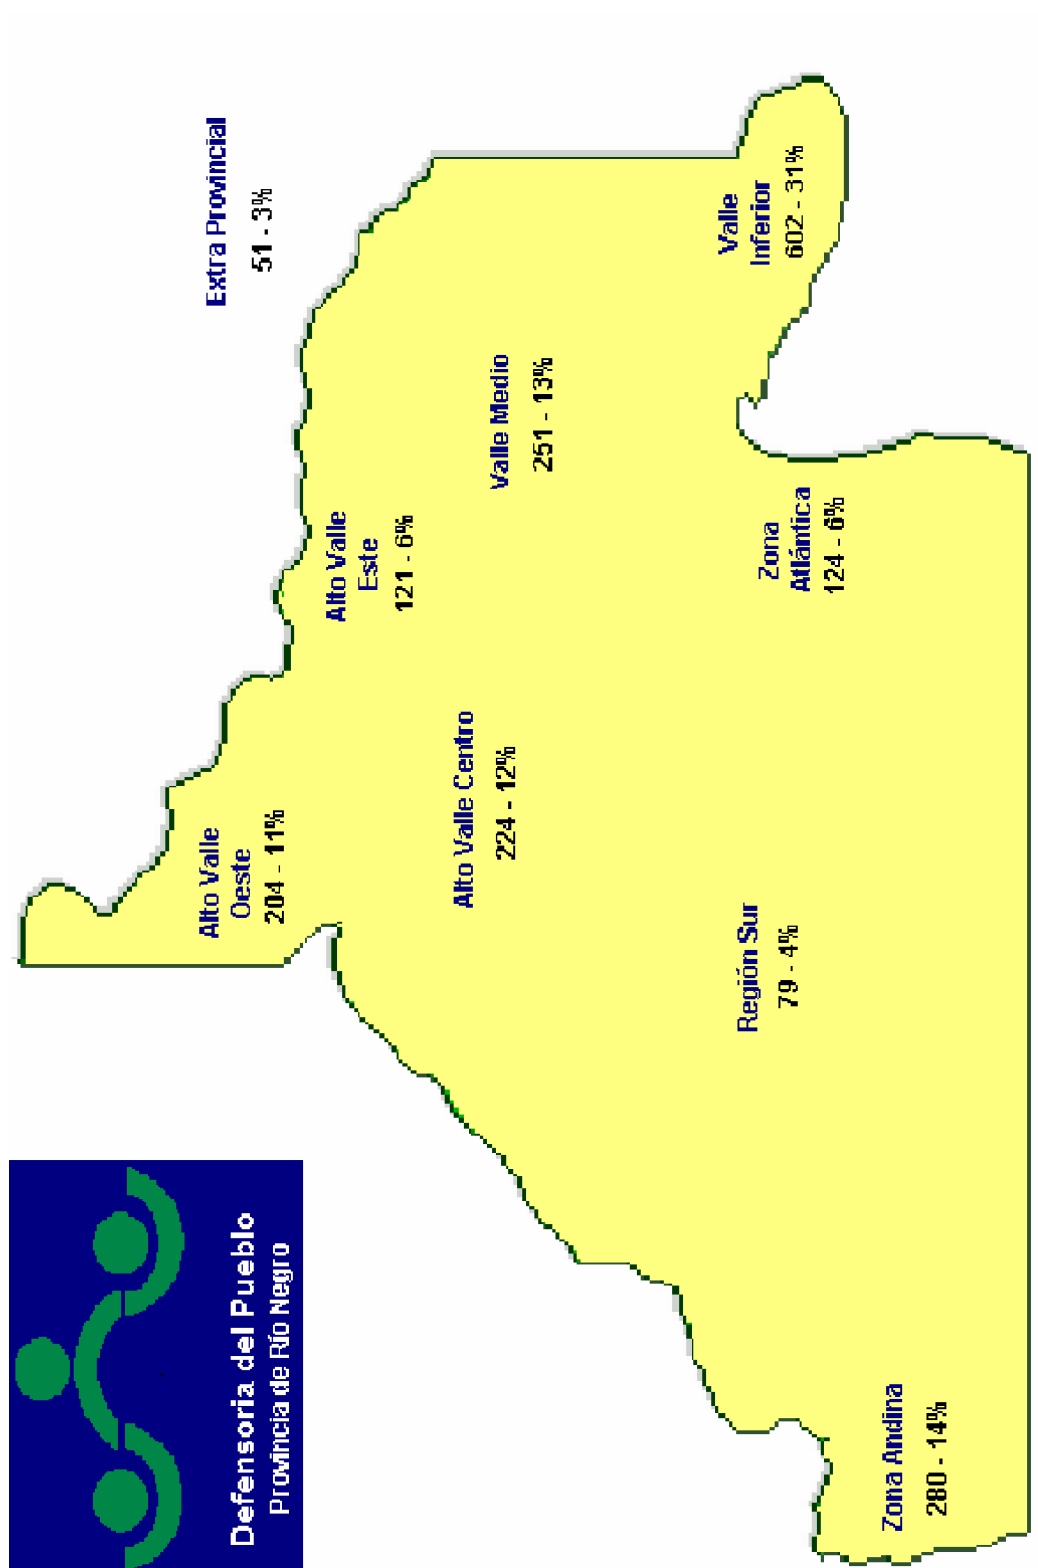 Defensoria del Pueblo
Provincia de Río Negro
Extra Provincial
51 - 3%
Alto Valle
Oeste
204 - 11%
Alto Valle
Este
121 - 6%
Alto Valle Centro
224 - 12%
Valle Medio
251 - 13%
Valle
Inferior
602 - 31%
Zona
Atlántica
124 - 6%
Región Sur
79 - 4%
Zona Andina
280 - 14%